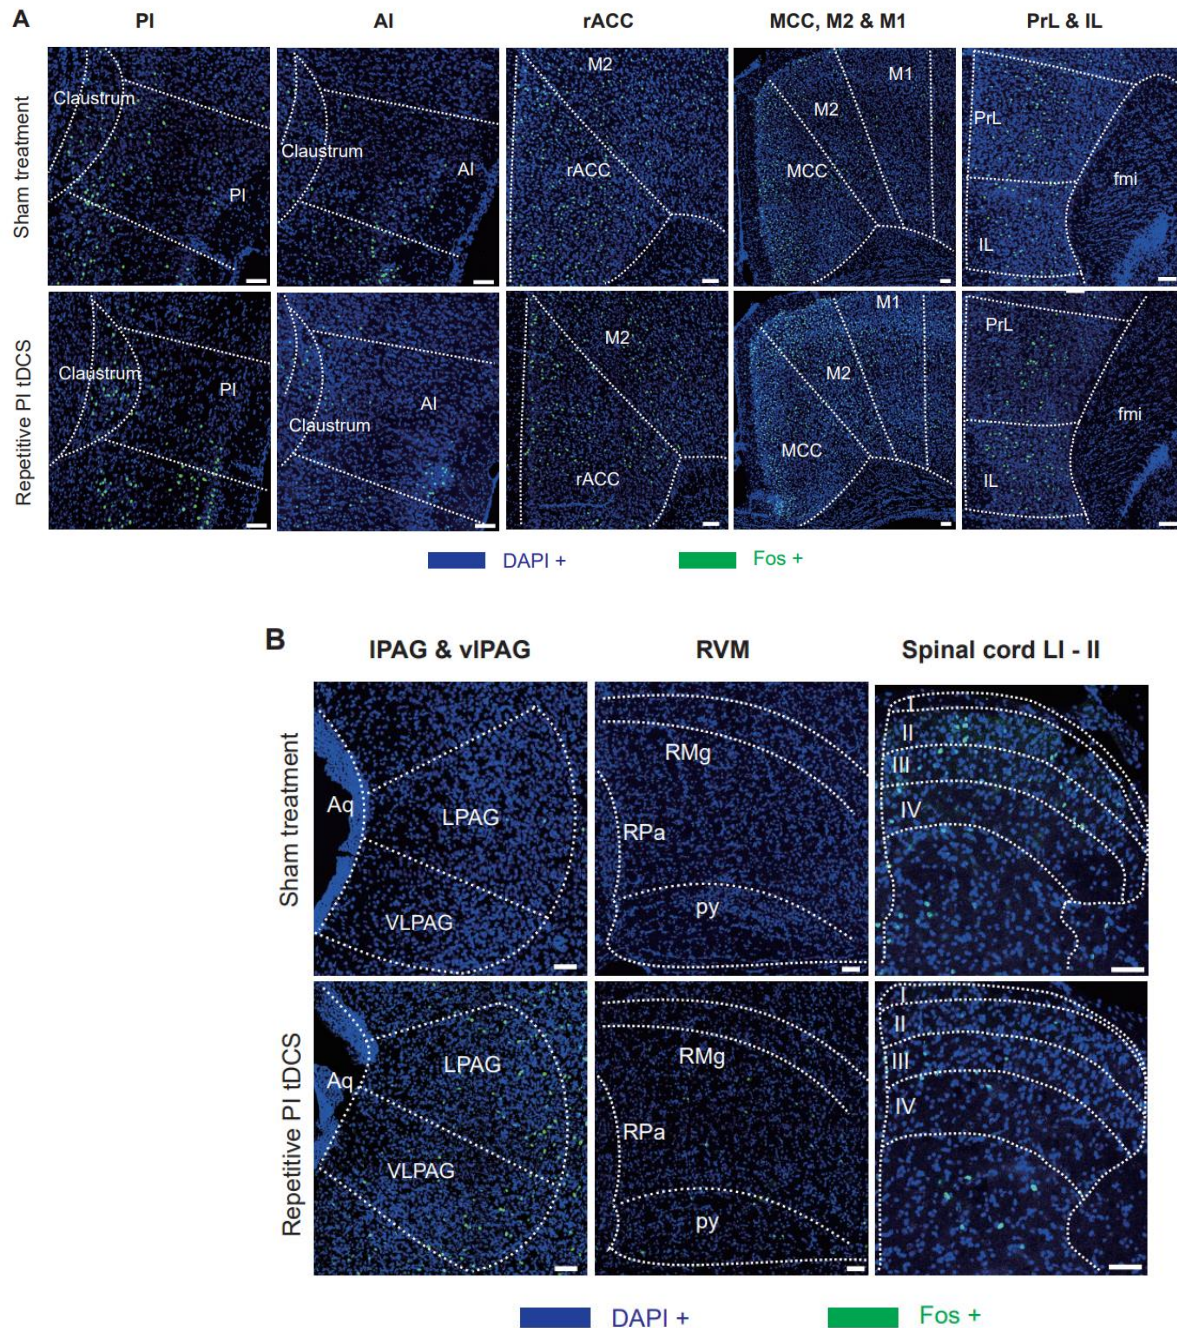 A
PI
AI
rACC
MCC, M2 & M1
PrL & IL
Sham treatment
Claustrum
PI
Claustrum
AI
M2
rACC
M1
M2
MCC
PrL
fmi
IL
Repetitive PI tDCS
Claustrum
PI
AI
Claustrum
M2
rACC
M1
M2
MCC
PrL
fmi
IL
DAPI +
Fos +
B
lPAG & vlPAG
RVM
Spinal cord LI - II
Sham treatment
Aq
LPAG
VLPAG
RMg
RPa
py
I
II
III
IV
Repetitive PI tDCS
Aq
LPAG
VLPAG
RMg
RPa
py
I
II
III
IV
DAPI +
Fos +